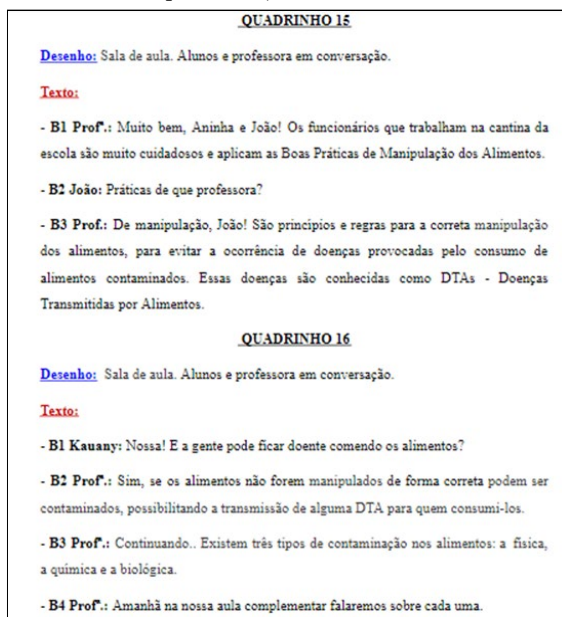 QUADRINHO 15
Desenho: Sala de aula. Alunos e professora em conversação.
Texto:
- B1 Profª.: Muito bem, Aninha e João! Os funcionários que trabalham na cantina da
escola são muito cuidadosos e aplicam as Boas Práticas de Manipulação dos Alimentos.
- B2 João: Práticas de que professora?
- B3 Prof.: De manipulação, João! São princípios e regras para a correta manipulação
dos alimentos, para evitar a ocorrência de doenças provocadas pelo consumo de
alimentos contaminados. Essas doenças são conhecidas como DTAs - Doenças
Transmitidas por Alimentos.
QUADRINHO 16
Desenho: Sala de aula. Alunos e professora em conversação.
Texto:
- B1 Kauany: Nossa! E a gente pode ficar doente comendo os alimentos?
- B2 Profª.: Sim, se os alimentos não forem manipulados de forma correta podem ser
contaminados, possibilitando a transmissão de alguma DTA para quem consumi-los.
- B3 Profª.: Continuando.. Existem três tipos de contaminação nos alimentos: a física,
a química e a biológica.
- B4 Profª.: Amanhã na nossa aula complementar falaremos sobre cada uma.